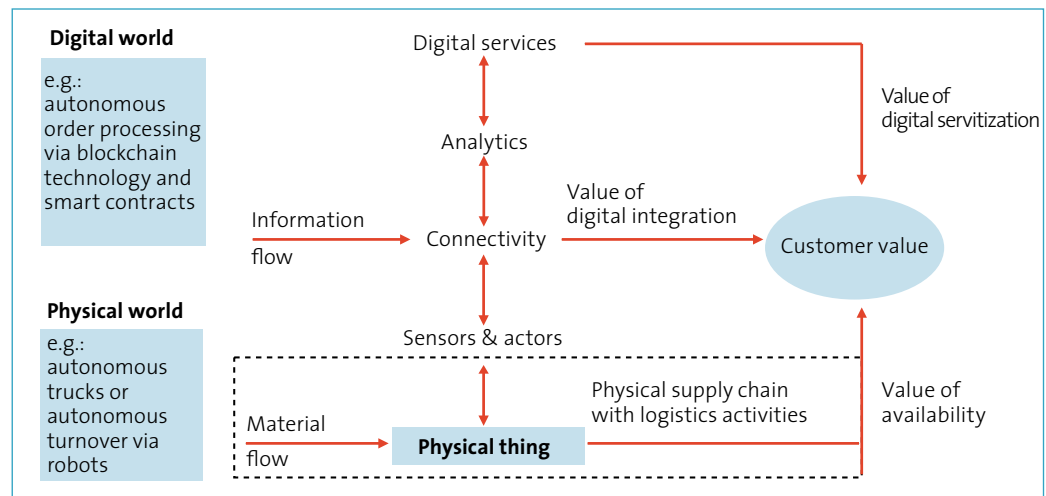 Digital world
e.g.:
autonomous
order processing
via blockchain
technology and
smart contracts
Digital services
Value of
digital servitization
Analytics
Information
flow
Connectivity
Value of
digital integration
Customer value
Physical world
e.g.:
autonomous
trucks or
autonomous
turnover via
robots
Sensors & actors
Material
flow
Physical thing
Physical supply chain
with logistics activities
Value of
availability